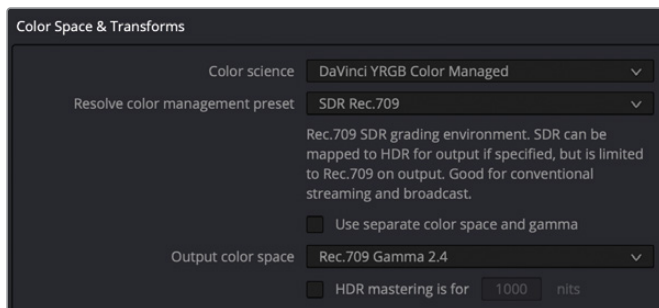 Color Space & Transforms
Color science DaVinci YRGB Color Managed
Resolve color management preset SDR Rec.709
Rec.709 SDR grading environment. SDR can be
mapped to HDR for output if specified, but is limited
to Rec.709 on output. Good for conventional
streaming and broadcast.
Use separate color space and gamma
Output color space Rec.709 Gamma 2.4
HDR mastering is for 1000 nits